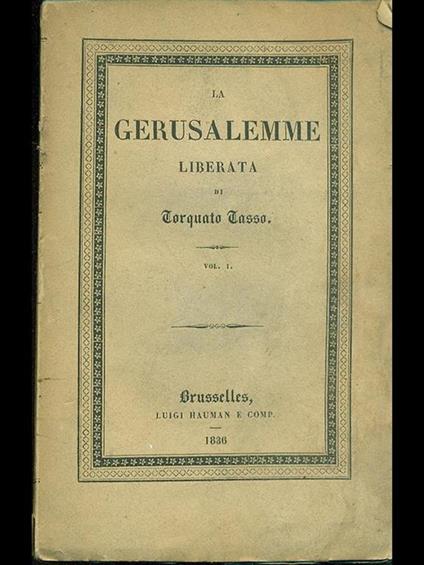 LA
GERUSALEMME
LIBERATA
DI
Torquato Tasso.
VOL. I.
Brusselles,
LUIGI HAUMAN E COMP.
1836